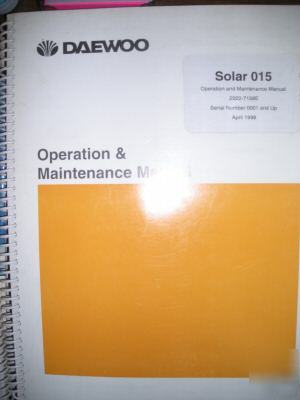 DAEWOO
Solar 015
Operation and Maintenance Manual
Serial Number 0001 and Up
April 1998
Operation &
Maintenance